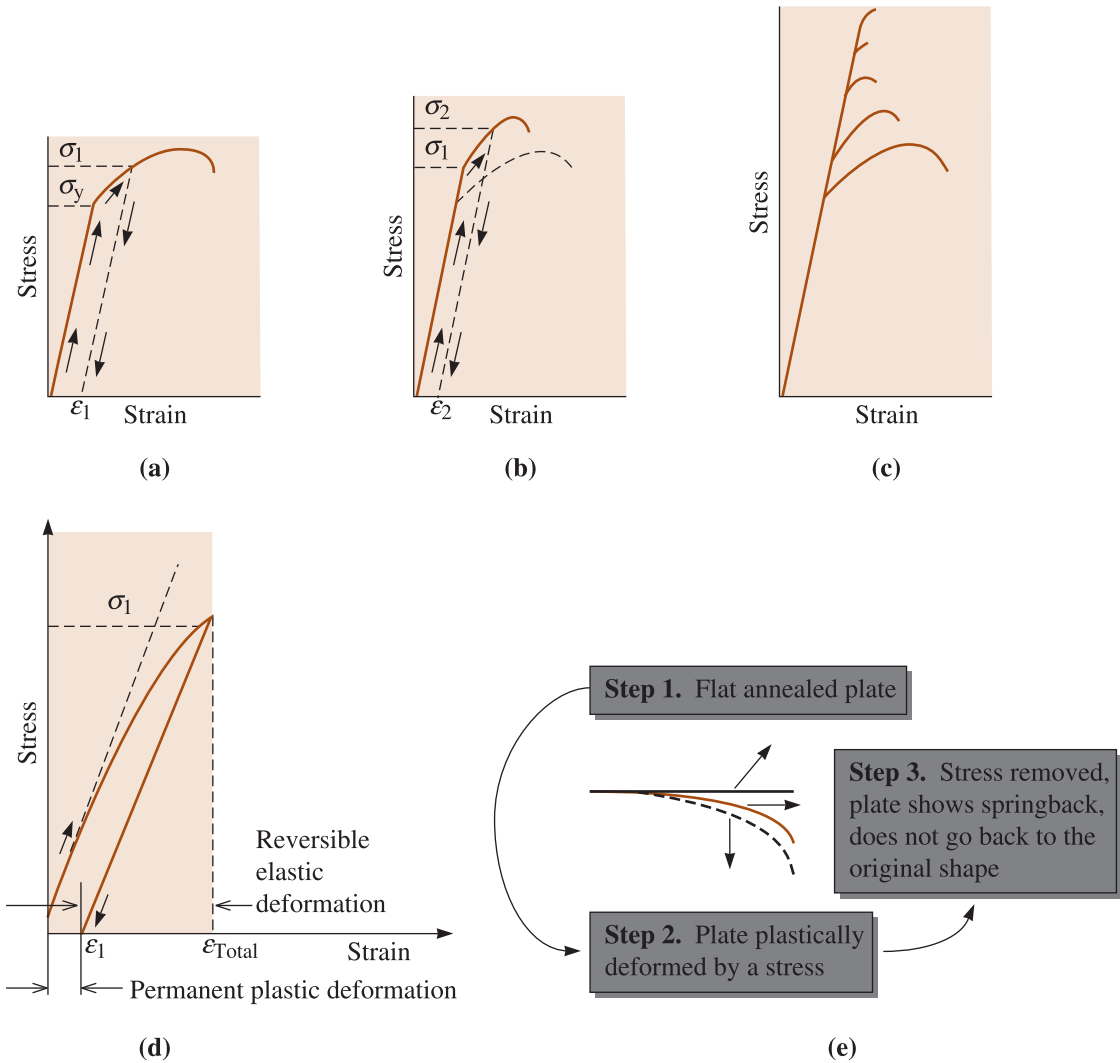 σ1
σy
Stress
ε1
Strain
(a)
σ2
σ1
Stress
ε2
Strain
(b)
Stress
Strain
(c)
σ1
Stress
Reversible
elastic
deformation
ε1
εTotal
Strain
Permanent plastic deformation
(d)
Step 1. Flat annealed plate
Step 3. Stress removed,
plate shows springback,
does not go back to the
original shape
Step 2. Plate plastically
deformed by a stress
(e)